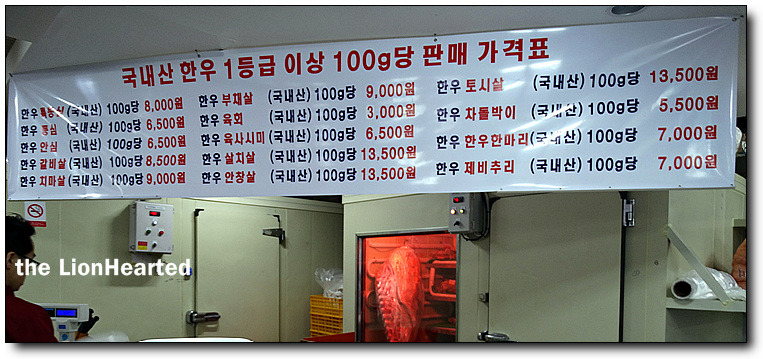 국내산 한우 1등급 이상 100g당 판매 가격표
한우 특등심 (국내산) 100g당 8,000원
한우 등심 (국내산) 100g당 6,500원
한우 안심 (국내산) 100g당 6,500원
한우 갈비살 (국내산) 100g당 8,500원
한우 치마살 (국내산) 100g당 9,000원
한우 부채살 (국내산) 100g당 9,000원
한우 육회 (국내산) 100g당 3,000원
한우 육사시미 (국내산) 100g당 6,500원
한우 살치살 (국내산) 100g당 13,500원
한우 안창살 (국내산) 100g당 13,500원
한우 토시살 (국내산) 100g당 13,500원
한우 차돌박이 (국내산) 100g당 5,500원
한우 한우한마리 (국내산) 100g당 7,000원
한우 제비추리 (국내산) 100g당 7,000원
the LionHearted